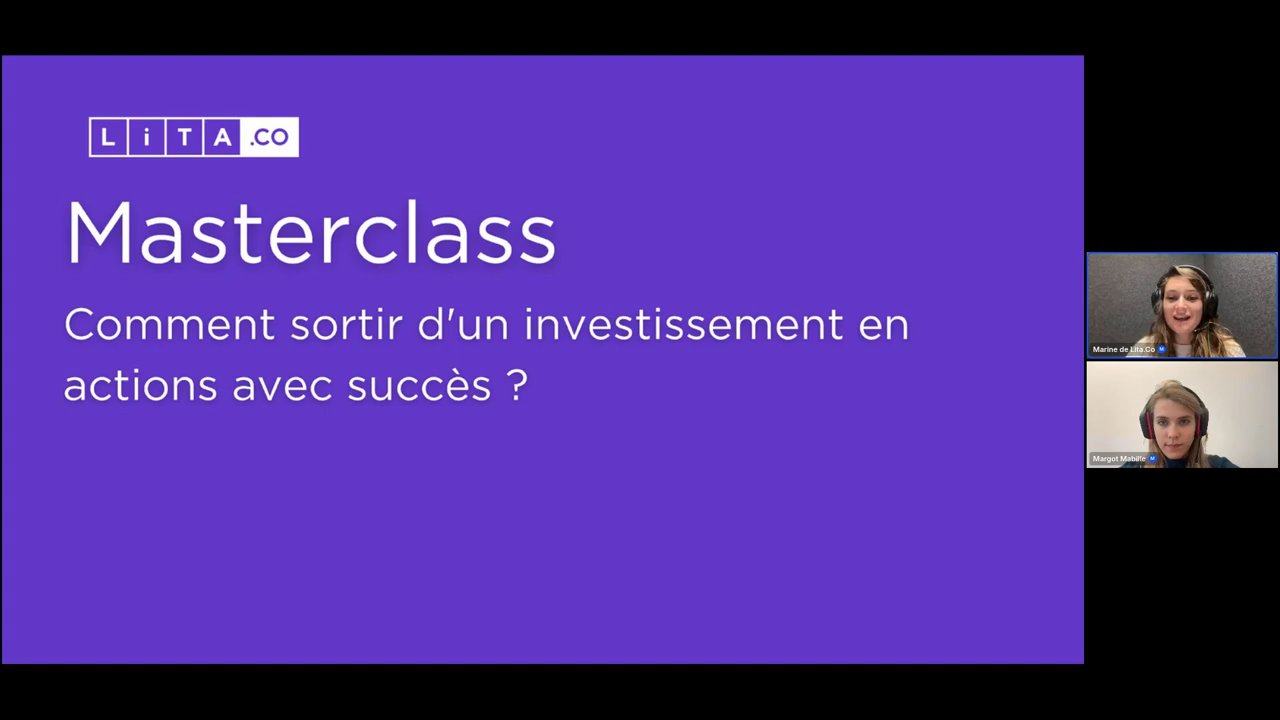 LiTA.CO
Masterclass
Comment sortir d'un investissement en
actions avec succès ?
Marine de Lita.Co
Margot Mabille